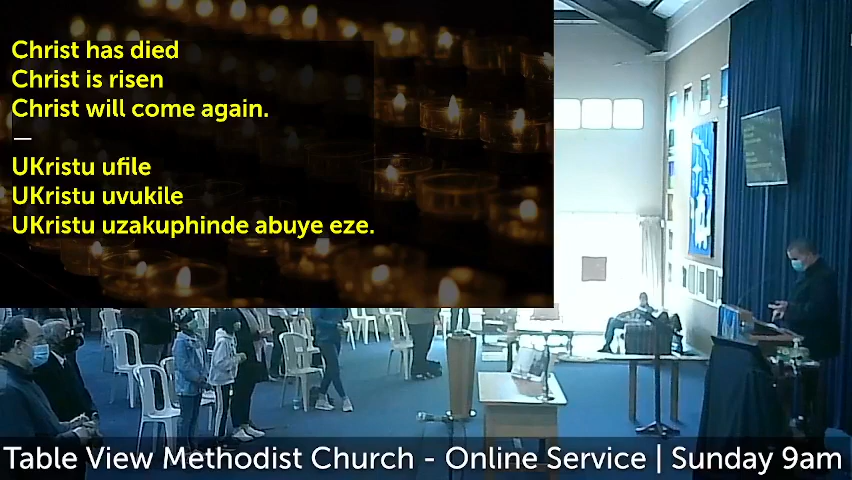 Christ has died
Christ is risen
Christ will come again.
—
UKristu ufile
UKristu uvukile
UKristu uzakuphinde abuye eze.
Table View Methodist Church - Online Service | Sunday 9am